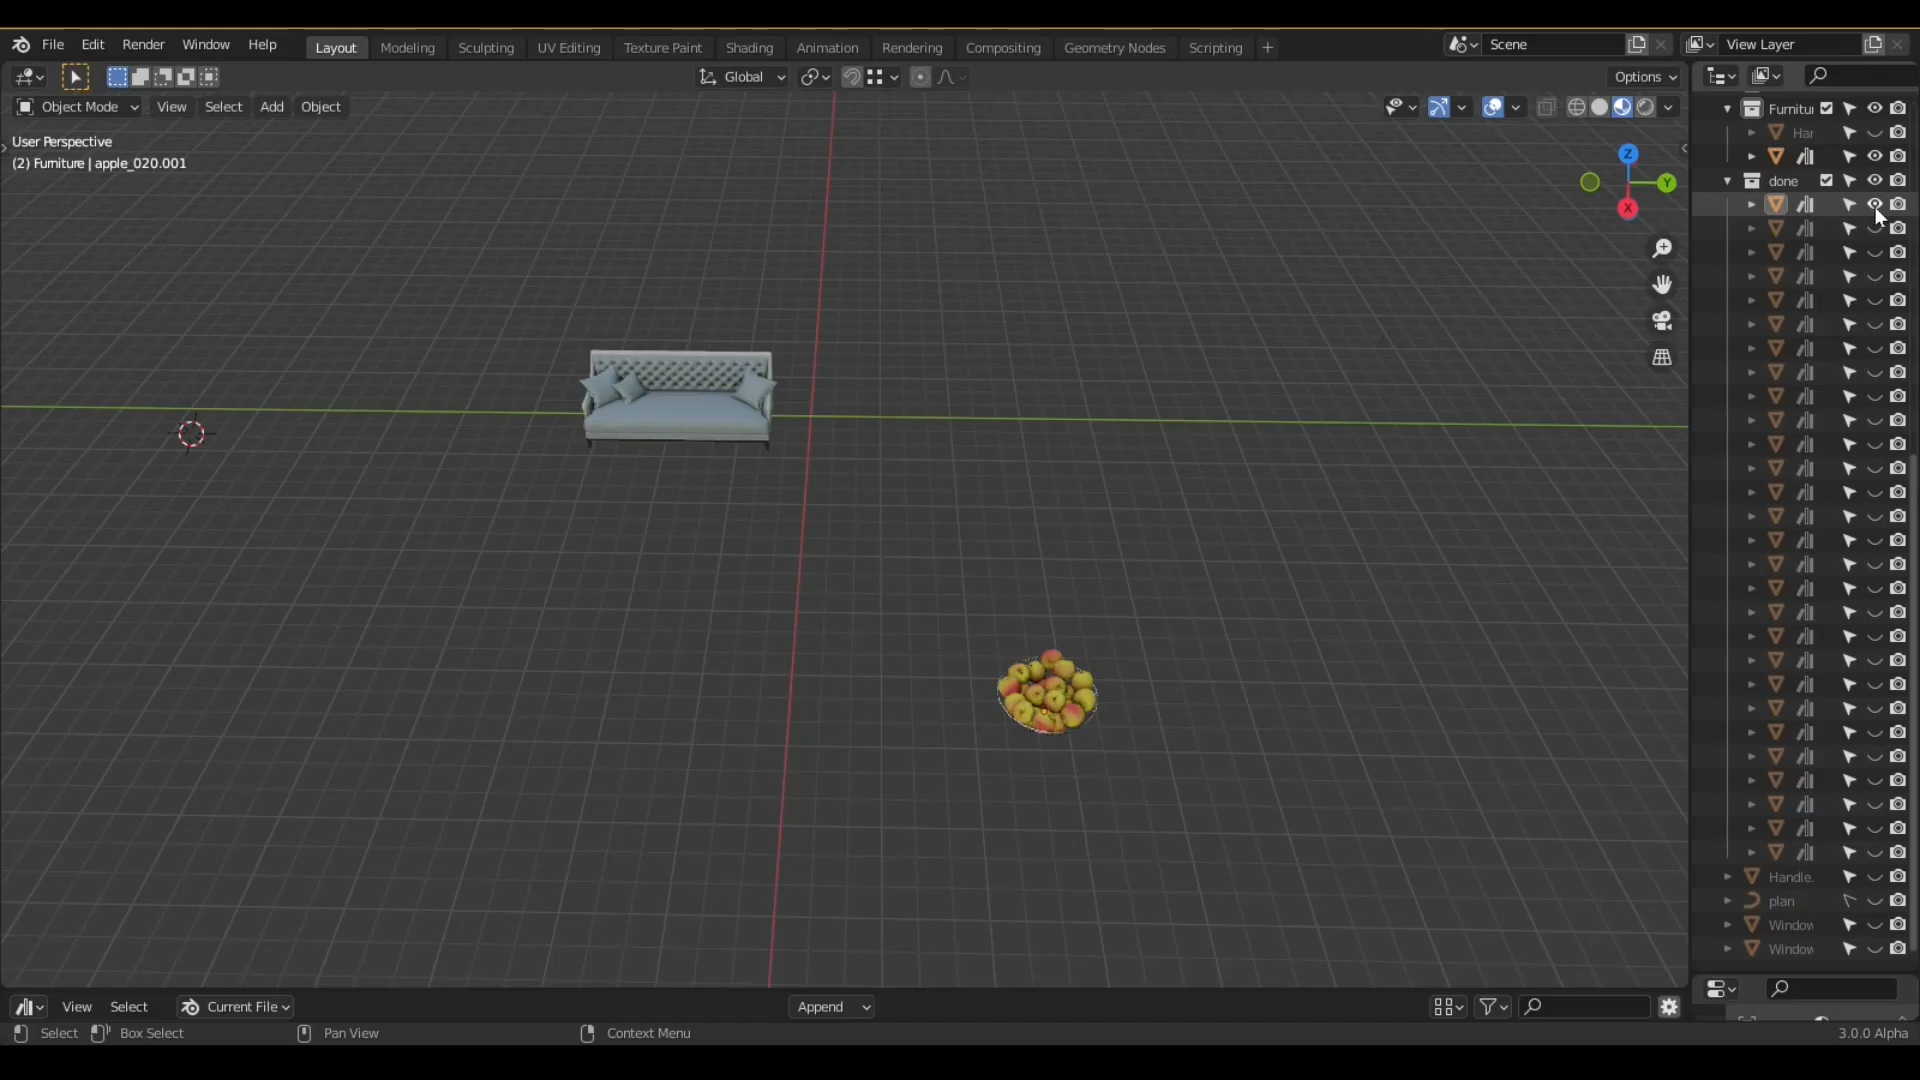 File Edit Render Window Help Layout Modeling Sculpting UV Editing Texture Paint Shading Animation Rendering Compositing Geometry Nodes Scripting + Scene View Layer
Global Options
Object Mode View Select Add Object
User Perspective
(2) Furniture | apple_020.001
Z
Y
X
Furnitur
Har
done
Handle.
plan
Window
Window
View Select Current File Append
Select Box Select Pan View Context Menu 3.0.0 Alpha